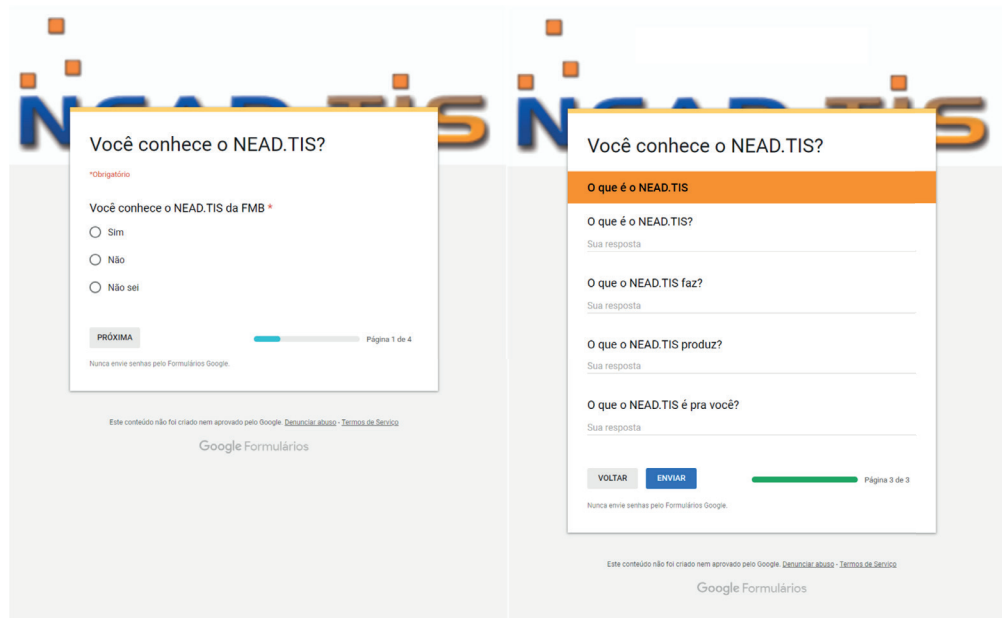 NEAD.TIS
Você conhece o NEAD.TIS?
*Obrigatório
Você conhece o NEAD.TIS da FMB *
Sim
Não
Não sei
PRÓXIMA
Página 1 de 4
Nunca envie senhas pelo Formulários Google.
Este conteúdo não foi criado nem aprovado pelo Google. Denunciar abuso - Termos de Serviço
Google Formulários
NEAD.TIS
Você conhece o NEAD.TIS?
O que é o NEAD.TIS
O que é o NEAD.TIS?
Sua resposta
O que o NEAD.TIS faz?
Sua resposta
O que o NEAD.TIS produz?
Sua resposta
O que o NEAD.TIS é pra você?
Sua resposta
VOLTAR
ENVIAR
Página 3 de 3
Nunca envie senhas pelo Formulários Google.
Este conteúdo não foi criado nem aprovado pelo Google. Denunciar abuso - Termos de Serviço
Google Formulários